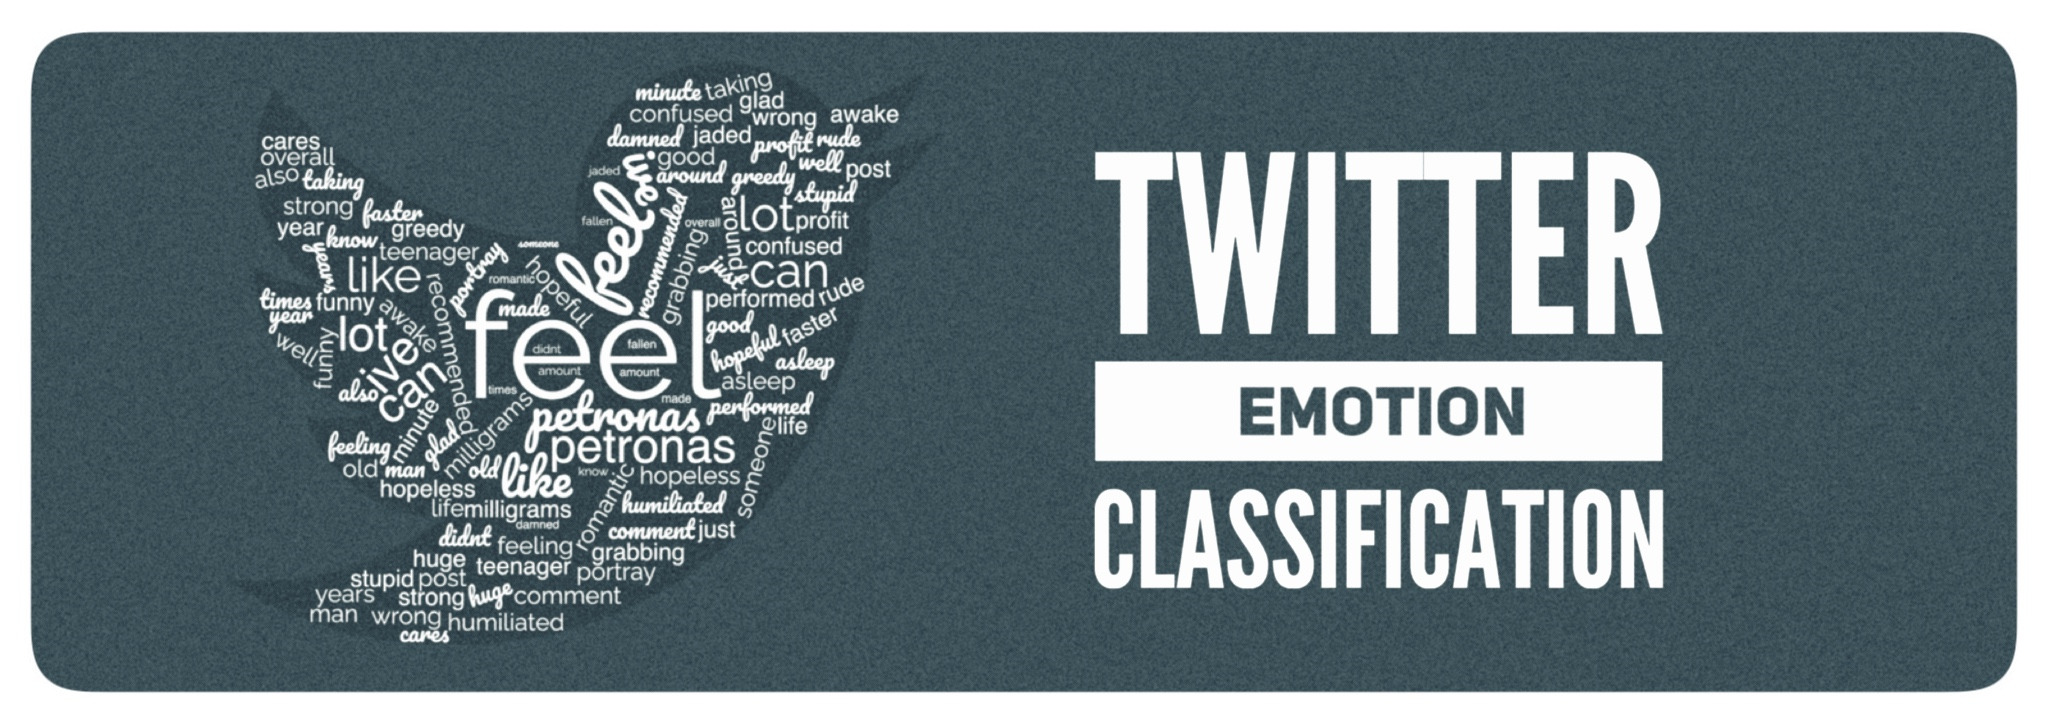 minute taking
glad
confused wrong awake
cares damned jaded profit rude
overall jaded ive good well post
also taking around greedy
stupid
strong faster fallen feel recommended overall around lot profit
year greedy
years know teenager portray someone grabbing confused
like recommended romantic hopeful just can
times funny awake made performed rude
year feel good faster
well funny lot ive didnt fallen hopeful asleep
amount amount asleep
also can times made
minute milligrams petronas performed
feeling glad petronas someone life
old man old like know romantic hopeless
hopeless
life milligrams humiliated
damned
didnt feeling comment just
huge teenager grabbing
stupid post portray
years strong huge comment
man wrong humiliated
cares
TWITTER
EMOTION
CLASSIFICATION